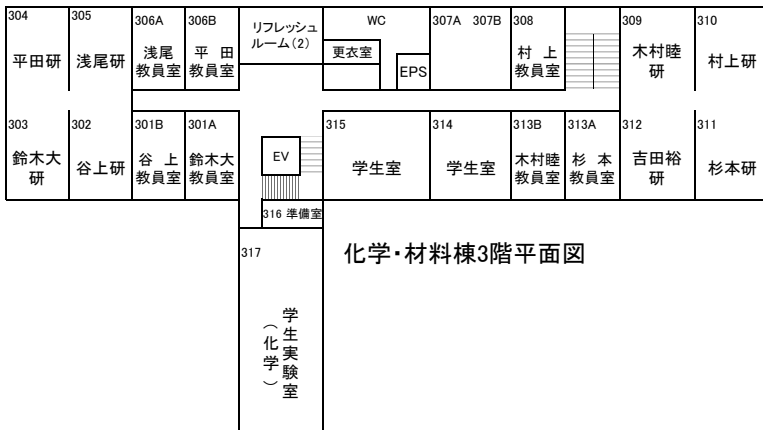 304
平田研
305
浅尾研
306A
浅尾
教員室
306B
平 田
教員室
リフレッシュ
ルーム(2)
WC
更衣室
EPS
307A 307B
308
村 上
教員室
309
木村睦
研
310
村上研
303
鈴木大
研
302
谷上研
301B
谷 上
教員室
301A
鈴木大
教員室
EV
315
学生室
314
学生室
313B
木村睦
教員室
313A
杉 本
教員室
312
吉田裕
研
311
杉本研
316 準備室
317
学生実験室
(化学)
化学・材料棟3階平面図